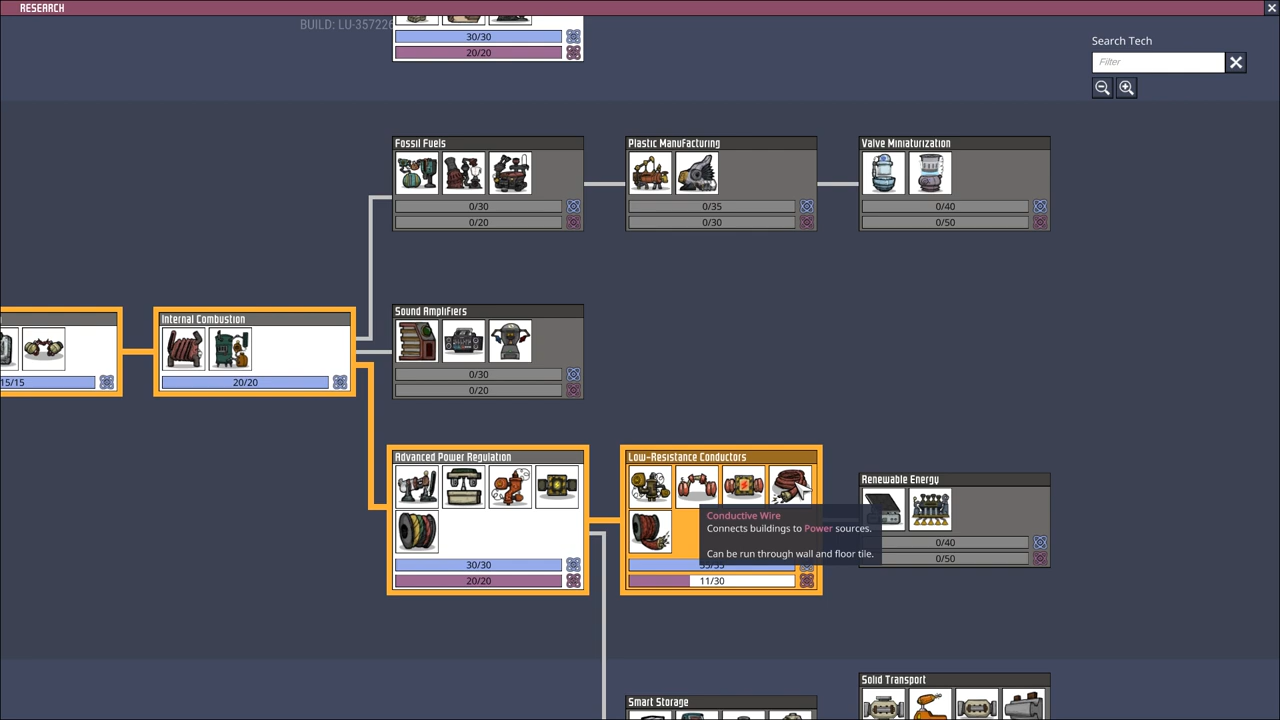 RESEARCH
BUILD: LU-357226
30/30
20/20
Search Tech
Filter
Fossil Fuels
0/30
0/20
Plastic Manufacturing
0/35
0/30
Valve Miniaturization
0/40
0/50
15/15
Internal Combustion
20/20
Sound Amplifiers
0/30
0/20
Advanced Power Regulation
30/30
20/20
Low-Resistance Conductors
11/30
Conductive Wire
Connects buildings to Power sources.
Can be run through wall and floor tile.
Renewable Energy
0/40
0/50
Smart Storage
Solid Transport